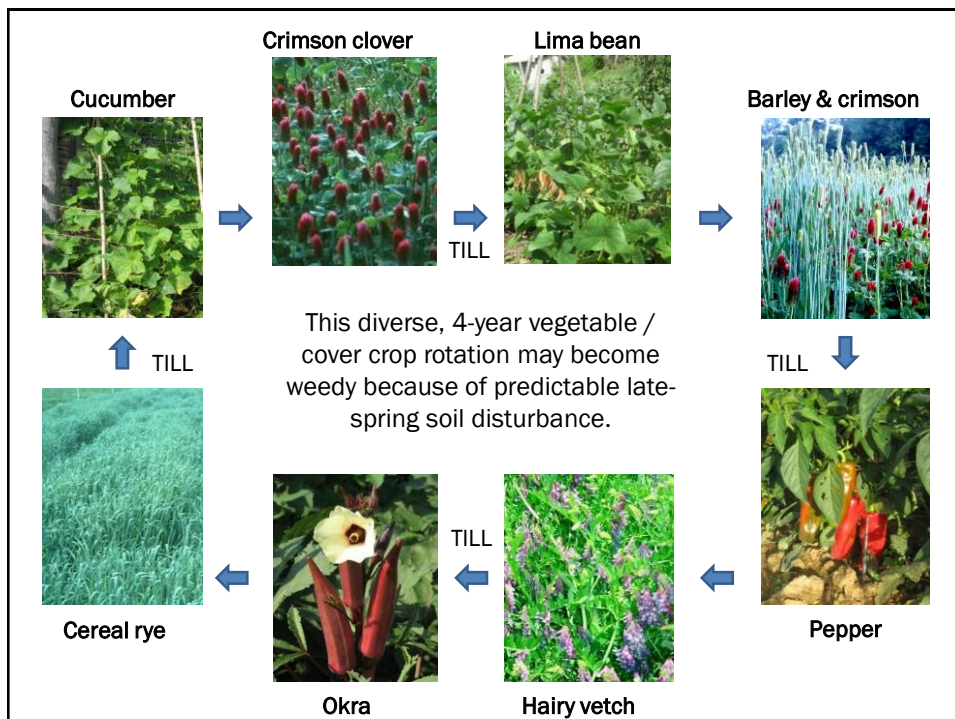 Crimson clover
Lima bean
Cucumber
Barley & crimson
TILL
This diverse, 4-year vegetable /
cover crop rotation may become
weedy because of predictable late-
spring soil disturbance.
TILL
TILL
TILL
Cereal rye
Pepper
Okra
Hairy vetch